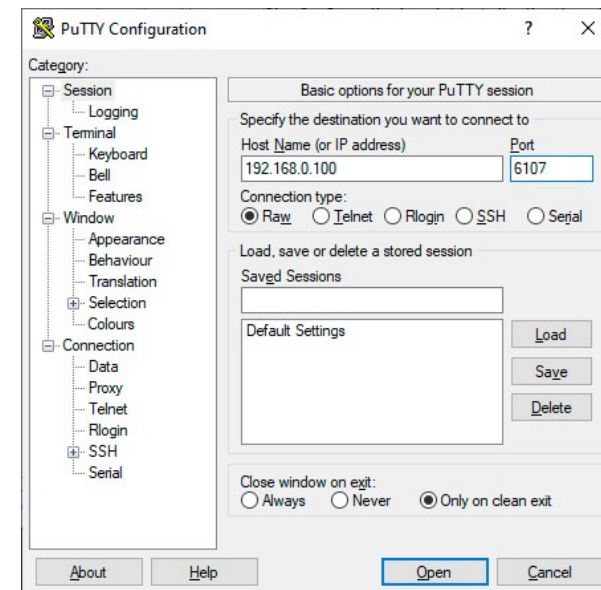 PuTTY Configuration
?
Category:
Session
Logging
Terminal
Keyboard
Bell
Features
Window
Appearance
Behaviour
Translation
Selection
Colours
Connection
Data
Proxy
Telnet
Rlogin
SSH
Serial
Basic options for your PuTTY session
Specify the destination you want to connect to
Host Name (or IP address) Port
192.168.0.100 6107
Connection type:
Raw Telnet Rlogin SSH Serial
Load, save or delete a stored session
Saved Sessions
Default Settings
Load
Save
Delete
Close window on exit:
Always Never Only on clean exit
About Help Open Cancel